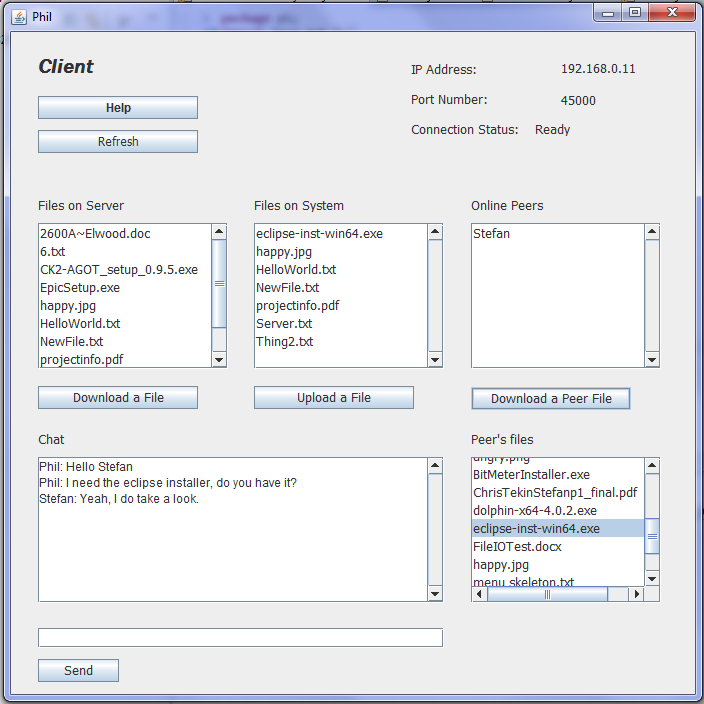 Phil
Client
IP Address: 192.168.0.11
Help
Port Number: 45000
Refresh
Connection Status: Ready
Files on Server
2600A~Elwood.doc
6.txt
CK2-AGOT_setup_0.9.5.exe
EpicSetup.exe
happy.jpg
HelloWorld.txt
NewFile.txt
projectinfo.pdf
Download a File
Files on System
eclipse-inst-win64.exe
happy.jpg
HelloWorld.txt
NewFile.txt
projectinfo.pdf
Server.txt
Thing2.txt
Upload a File
Online Peers
Stefan
Download a Peer File
Chat
Phil: Hello Stefan
Phil: I need the eclipse installer, do you have it?
Stefan: Yeah, I do take a look.
Peer's files
angry.png
BitMeterInstaller.exe
ChrisTekinStefanp1_final.pdf
dolphin-x64-4.0.2.exe
eclipse-inst-win64.exe
FileIOTest.docx
happy.jpg
menu skeleton.txt
Send